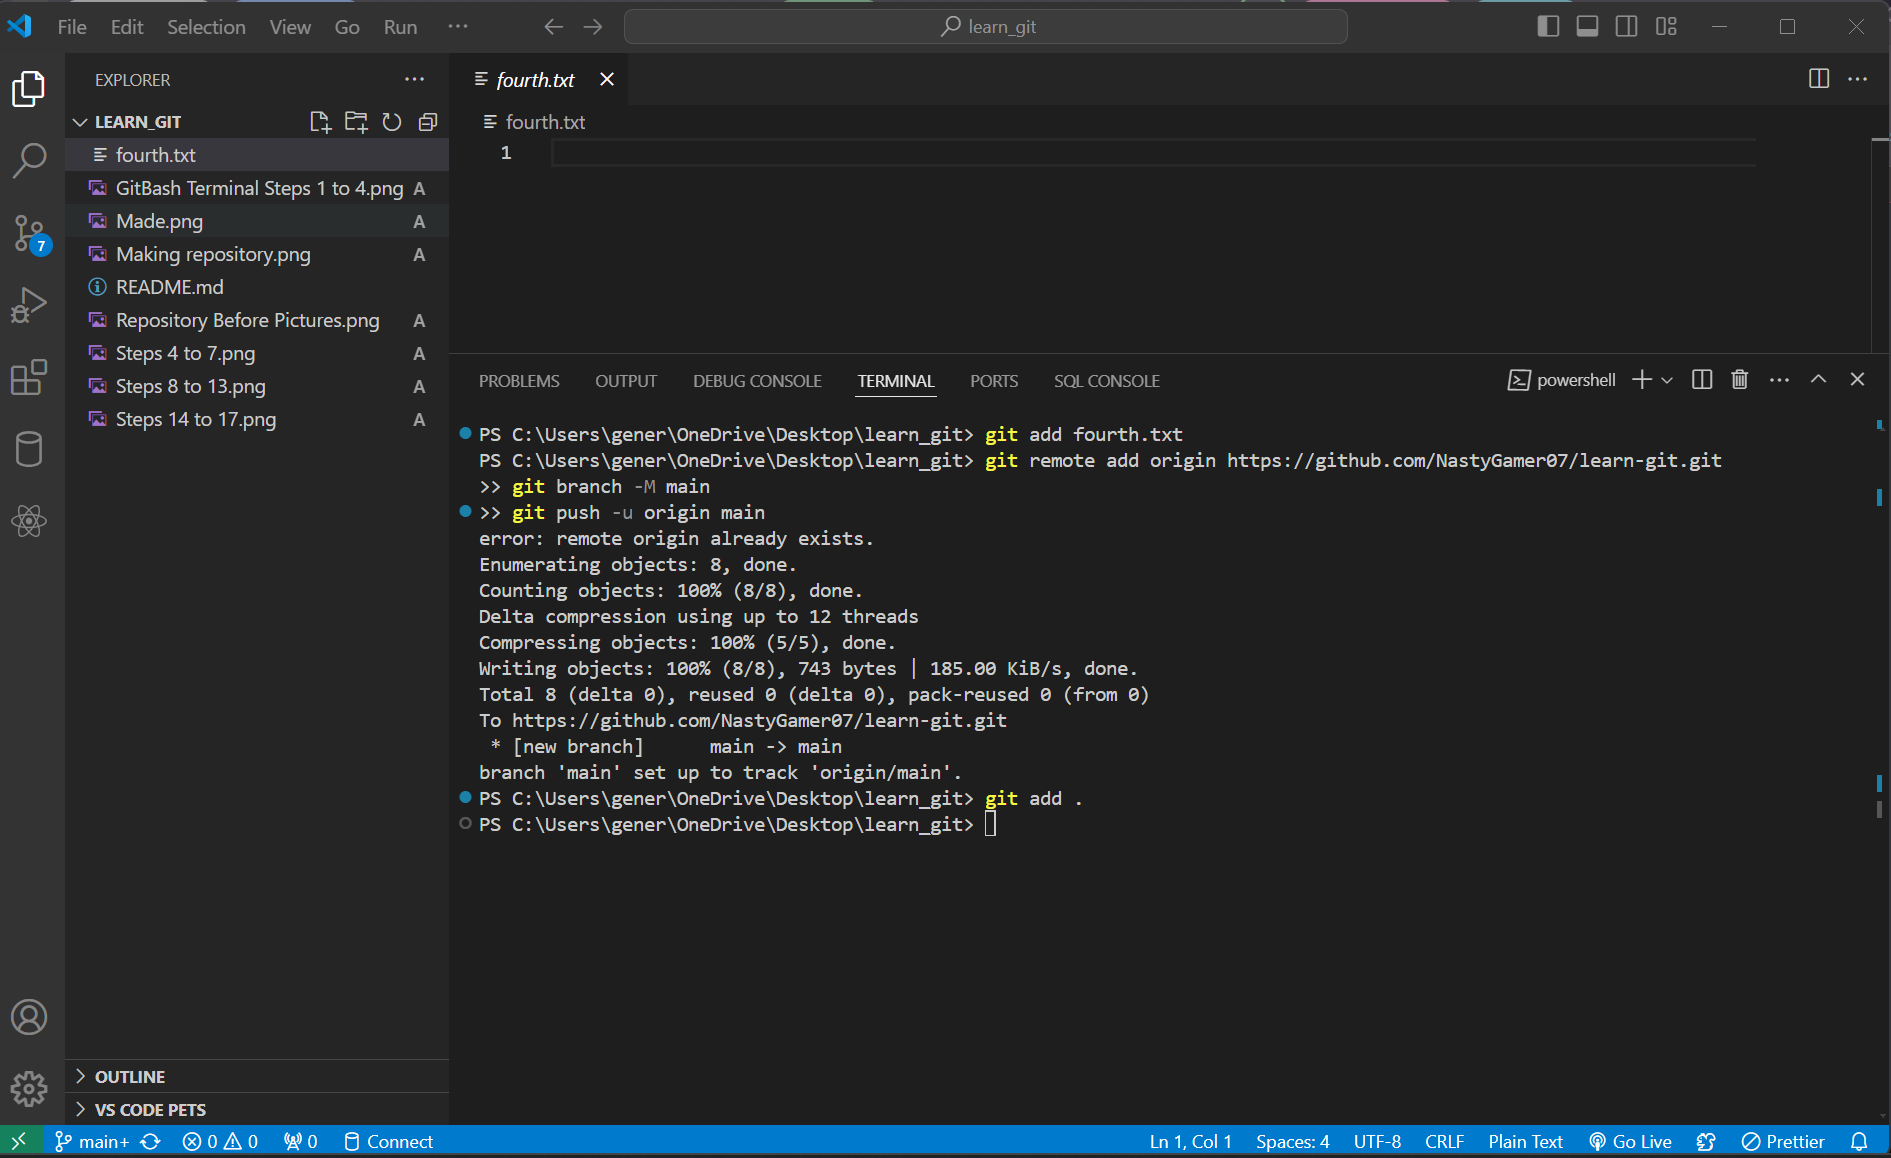 File Edit Selection View Go Run ···
learn_git
EXPLORER ···
LEARN_GIT
fourth.txt
GitBash Terminal Steps 1 to 4.png A
Made.png A
Making repository.png A
README.md
Repository Before Pictures.png A
Steps 4 to 7.png A
Steps 8 to 13.png A
Steps 14 to 17.png A
7
OUTLINE
VS CODE PETS
fourth.txt
fourth.txt
1
PROBLEMS OUTPUT DEBUG CONSOLE TERMINAL PORTS SQL CONSOLE
powershell
PS C:\Users\gener\OneDrive\Desktop\learn_git> git add fourth.txt
PS C:\Users\gener\OneDrive\Desktop\learn_git> git remote add origin https://github.com/NastyGamer07/learn-git.git
>> git branch -M main
>> git push -u origin main
error: remote origin already exists.
Enumerating objects: 8, done.
Counting objects: 100% (8/8), done.
Delta compression using up to 12 threads
Compressing objects: 100% (5/5), done.
Writing objects: 100% (8/8), 743 bytes | 185.00 KiB/s, done.
Total 8 (delta 0), reused 0 (delta 0), pack-reused 0 (from 0)
To https://github.com/NastyGamer07/learn-git.git
 * [new branch]      main -> main
branch 'main' set up to track 'origin/main'.
PS C:\Users\gener\OneDrive\Desktop\learn_git> git add .
PS C:\Users\gener\OneDrive\Desktop\learn_git>
main+ 0 0 0 Connect Ln 1, Col 1 Spaces: 4 UTF-8 CRLF Plain Text Go Live Prettier